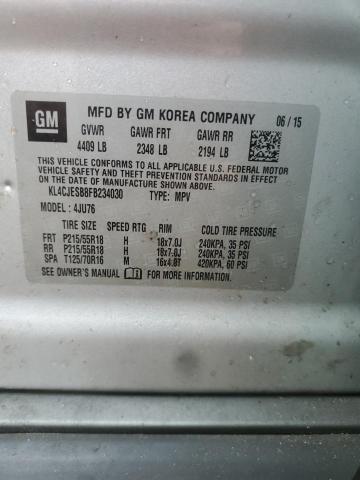 GM
MFD BY GM KOREA COMPANY 06 / 15
GVWR GAWR FRT GAWR RR
4409 LB 2348 LB 2194 LB
THIS VEHICLE CONFORMS TO ALL APPLICABLE U.S. FEDERAL MOTOR
VEHICLE SAFETY, BUMPER, AND THEFT PREVENTION STANDARDS IN
EFFECT ON THE DATE OF MANUFACTURE SHOWN ABOVE.
KL4CJESB8FB234030 TYPE: MPV
MODEL : 4JU76
TIRE SIZE SPEED RTG RIM COLD TIRE PRESSURE
FRT P215/55R18 H 18x7.0J 240KPA, 35 PSI
RR P215/55R18 H 18x7.0J 240KPA, 35 PSI
SPA T125/70R16 M 16x4.0T 420KPA, 60 PSI
SEE OWNER'S MANUAL FOR MORE INFORMATION